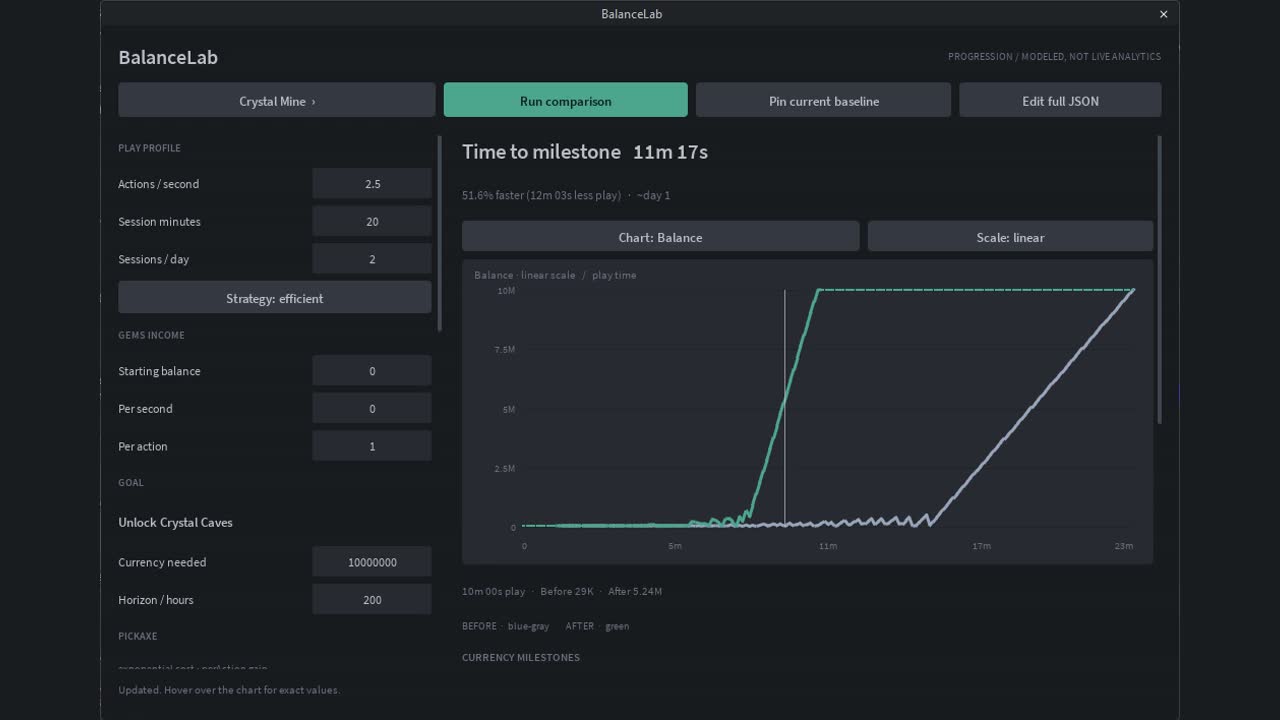 BalanceLab
×
BalanceLab
PROGRESSION / MODELED, NOT LIVE ANALYTICS
Crystal Mine ›
Run comparison
Pin current baseline
Edit full JSON
PLAY PROFILE
Actions / second 2.5
Session minutes 20
Sessions / day 2
Strategy: efficient
GEMS INCOME
Starting balance 0
Per second 0
Per action 1
GOAL
Unlock Crystal Caves
Currency needed 10000000
Horizon / hours 200
PICKAXE
Updated. Hover over the chart for exact values.
Time to milestone 11m 17s
51.6% faster (12m 03s less play) · ~day 1
Chart: Balance
Scale: linear
Balance · linear scale / play time
10M
7.5M
5M
2.5M
0
0 5m 11m 17m 23m
10m 00s play · Before 29K · After 5.24M
BEFORE · blue-gray AFTER · green
CURRENCY MILESTONES